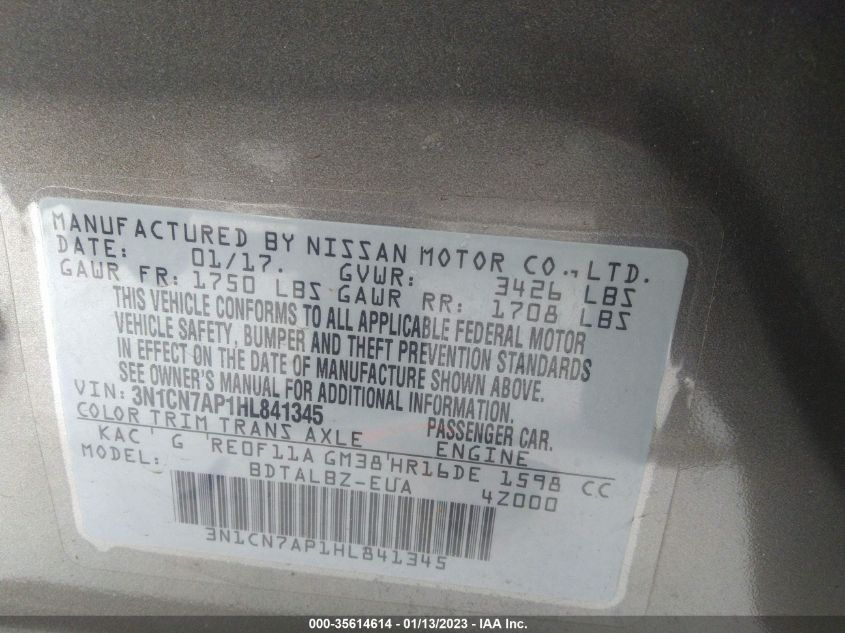 MANUFACTURED BY NISSAN MOTOR CO., LTD.
DATE: 01/17. GVWR: 3426 LBS
GAWR FR: 1750 LBS GAWR RR: 1708 LBS
THIS VEHICLE CONFORMS TO ALL APPLICABLE FEDERAL MOTOR
VEHICLE SAFETY, BUMPER AND THEFT PREVENTION STANDARDS
IN EFFECT ON THE DATE OF MANUFACTURE SHOWN ABOVE.
SEE OWNER'S MANUAL FOR ADDITIONAL INFORMATION.
VIN: 3N1CN7AP1HL841345 PASSENGER CAR.
COLOR TRIM TRANS AXLE ENGINE
KAC ' G 'RE0F11A GM38'HR16DE 1598 CC
MODEL: BDTALBZ-EUA 4Z000
3N1CN7AP1HL841345
000-35614614 - 01/13/2023 - IAA Inc.